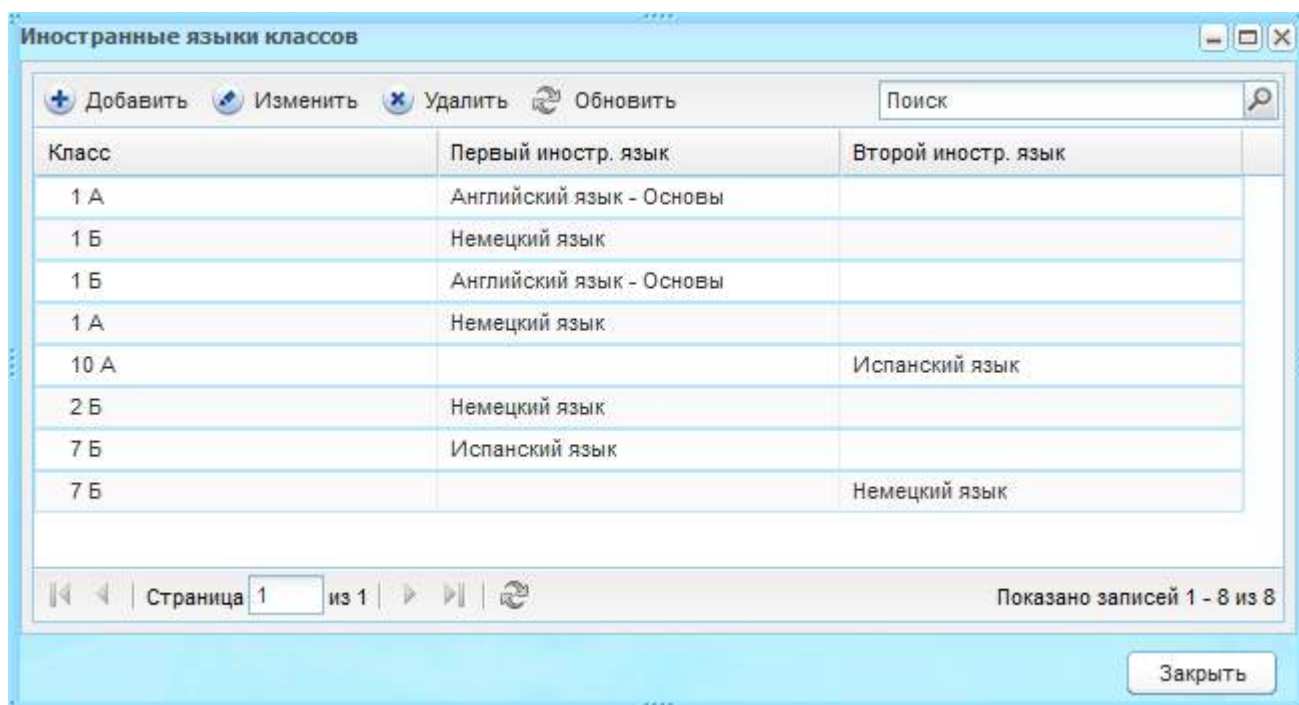 Иностранные языки классов
Добавить Изменить Удалить Обновить Поиск
Класс Первый иностр. язык Второй иностр. язык
1 А Английский язык - Основы
1 Б Немецкий язык
1 Б Английский язык - Основы
1 А Немецкий язык
10 А Испанский язык
2 Б Немецкий язык
7 Б Испанский язык
7 Б Немецкий язык
Страница 1 из 1 Показано записей 1 - 8 из 8
Закрыть